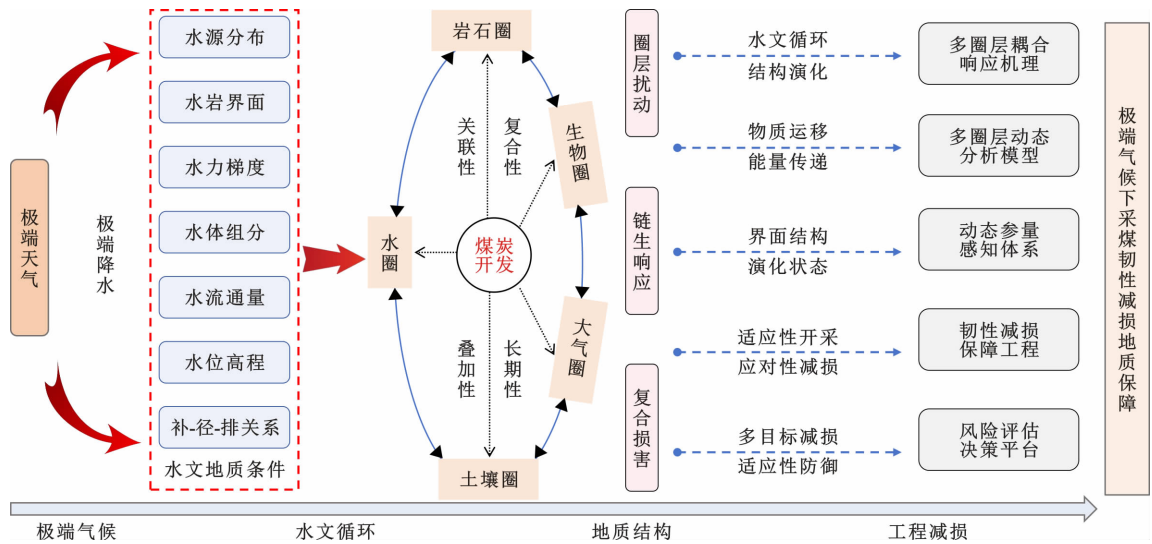 极端天气
极端降水
水源分布
水岩界面
水力梯度
水体组分
水流通量
水位高程
补-径-排关系
水文地质条件
岩石圈
生物圈
水圈
大气圈
土壤圈
关联性
复合性
煤炭
开发
叠加性
长期性
圈层扰动
链生响应
复合损害
水文循环
结构演化
多圈层耦合
响应机理
物质运移
能量传递
多圈层动态
分析模型
界面结构
演化状态
动态参量
感知体系
适应性开采
应对性减损
韧性减损
保障工程
多目标减损
适应性防御
风险评估
决策平台
极端气候下采煤韧性减损地质保障
极端气候
水文循环
地质结构
工程减损